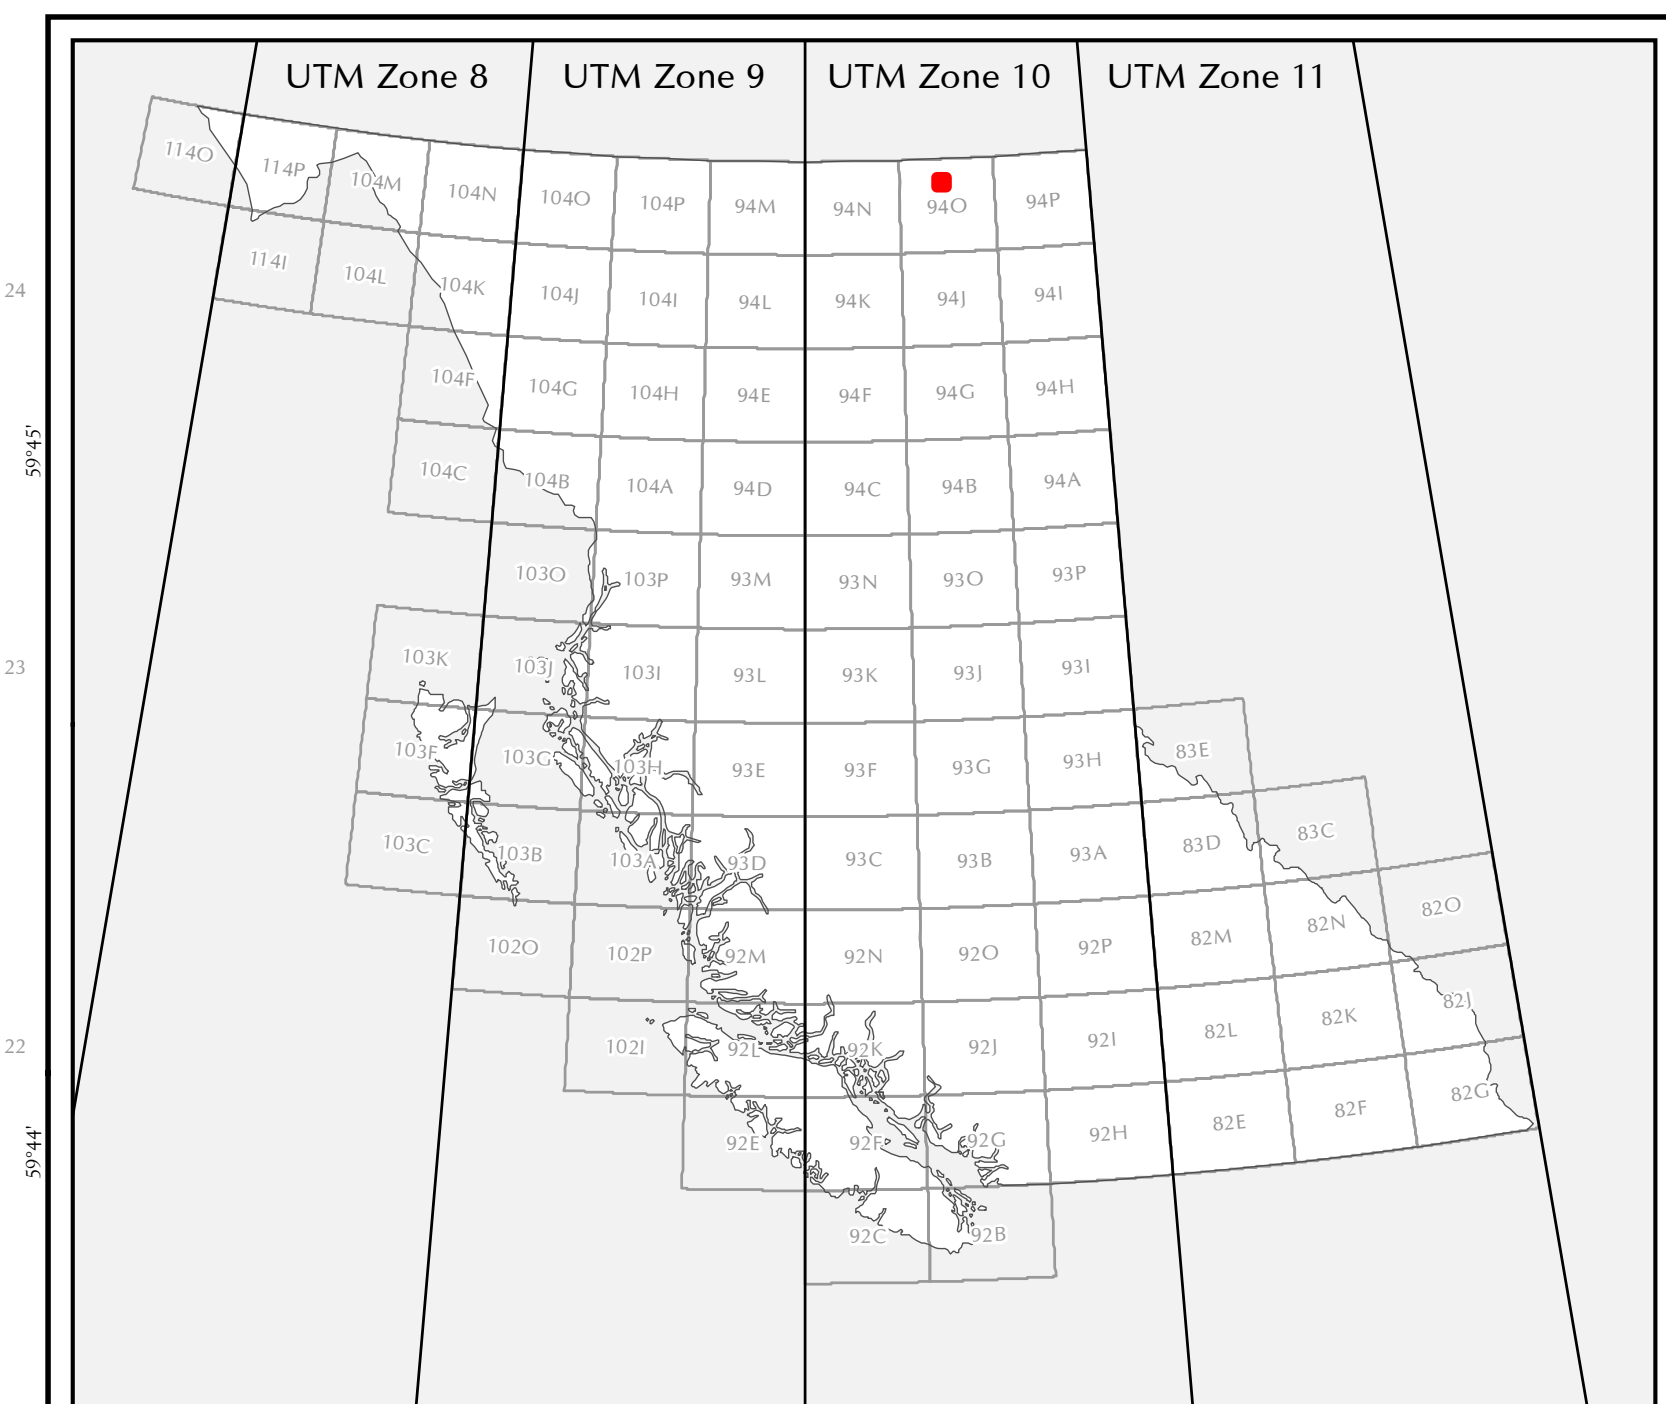 UTM Zone 8 UTM Zone 9 UTM Zone 10 UTM Zone 11
114O 114P 104M 104N 104O 104P 94M 94N 94O 94P
114I 104L 104K 104J 104I 94L 94K 94J 94I
24
104F 104G 104H 94E 94F 94G 94H
59°45'
104C 104B 104A 94D 94C 94B 94A
103O 103P 93M 93N 93O 93P
23
103K 103J 103I 93L 93K 93J 93I
103F 103G 103H 93E 93F 93G 93H 83E
103C 103B 103A 93D 93C 93B 93A 83D 83C
102O 102P 92M 92N 92O 92P 82M 82N 82O
22
102I 92L 92K 92J 92I 82L 82K 82J
59°44'
92E 92F 92G 92H 82E 82F 82G
92C 92B